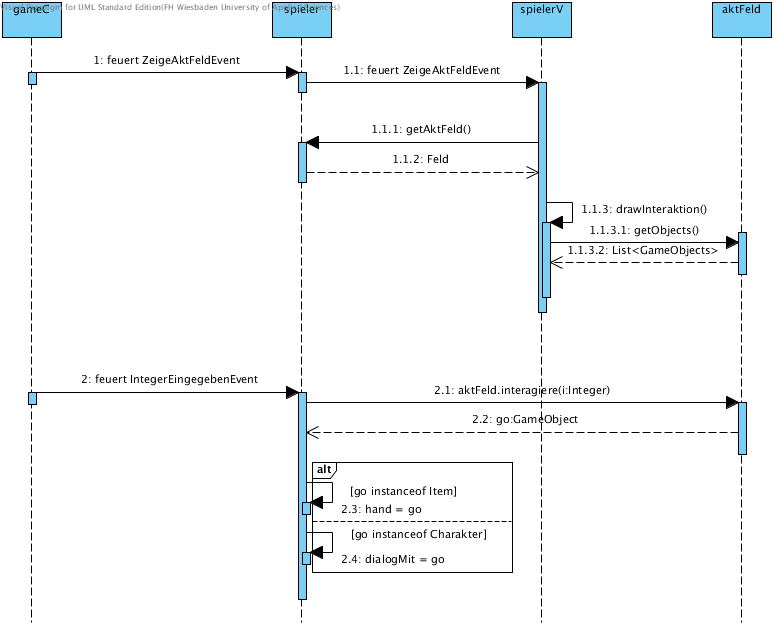 for UML Standard Edition(FH Wiesbaden University of
gameC
spieler
spielerV
aktFeld
1: feuert ZeigeAktFeldEvent
1.1: feuert ZeigeAktFeldEvent
1.1.1: getAktFeld()
1.1.2: Feld
1.1.3: drawInteraktion()
1.1.3.1: getObjects()
1.1.3.2: List<GameObjects>
2: feuert IntegerEingegebenEvent
2.1: aktFeld.interagiere(i:Integer)
2.2: go:GameObject
alt
[go instanceof Item]
2.3: hand = go
[go instanceof Charakter]
2.4: dialogMit = go